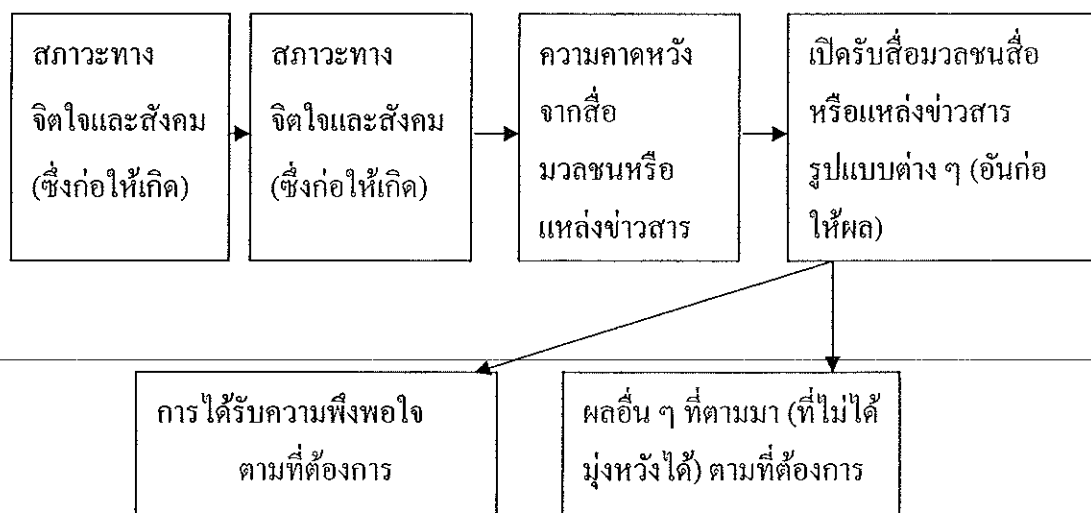 สภาวะทาง
จิตใจและสังคม
(ซึ่งก่อให้เกิด)
สภาวะทาง
จิตใจและสังคม
(ซึ่งก่อให้เกิด)
ความคาดหวัง
จากสื่อ
มวลชนหรือ
แหล่งข่าวสาร
เปิดรับสื่อมวลชนสื่อ
หรือแหล่งข่าวสาร
รูปแบบต่าง ๆ (อันก่อ
ให้ผล)
การได้รับความพึงพอใจ
ตามที่ต้องการ
ผลอื่น ๆ ที่ตามมา (ที่ไม่ได้
มุ่งหวังได้) ตามที่ต้องการ